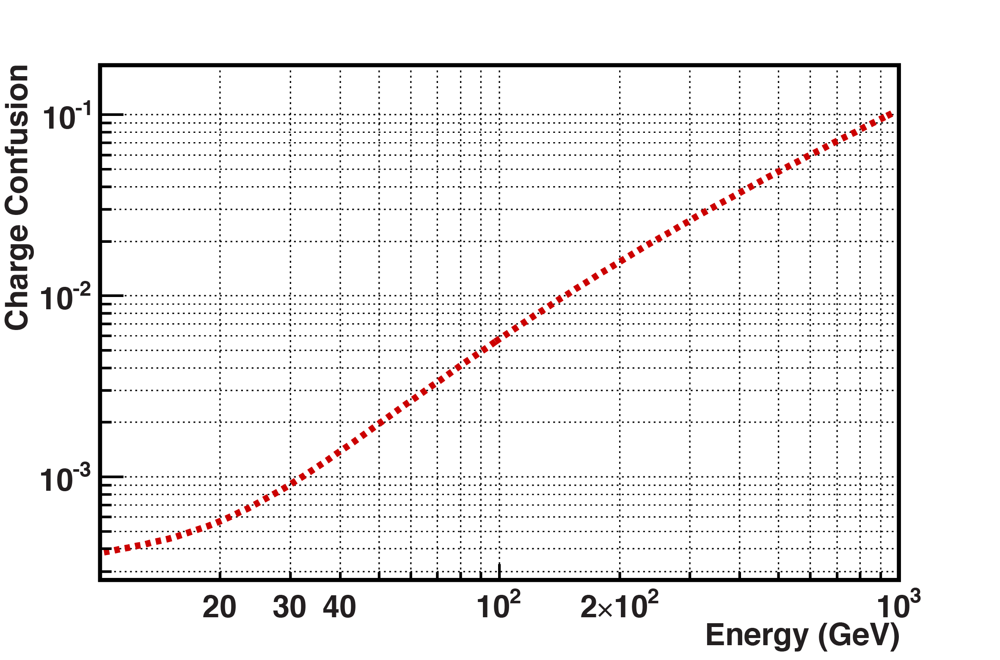 Charge Confusion
10⁻¹
10⁻²
10⁻³
20 30 40 10² 2×10² 10³
Energy (GeV)